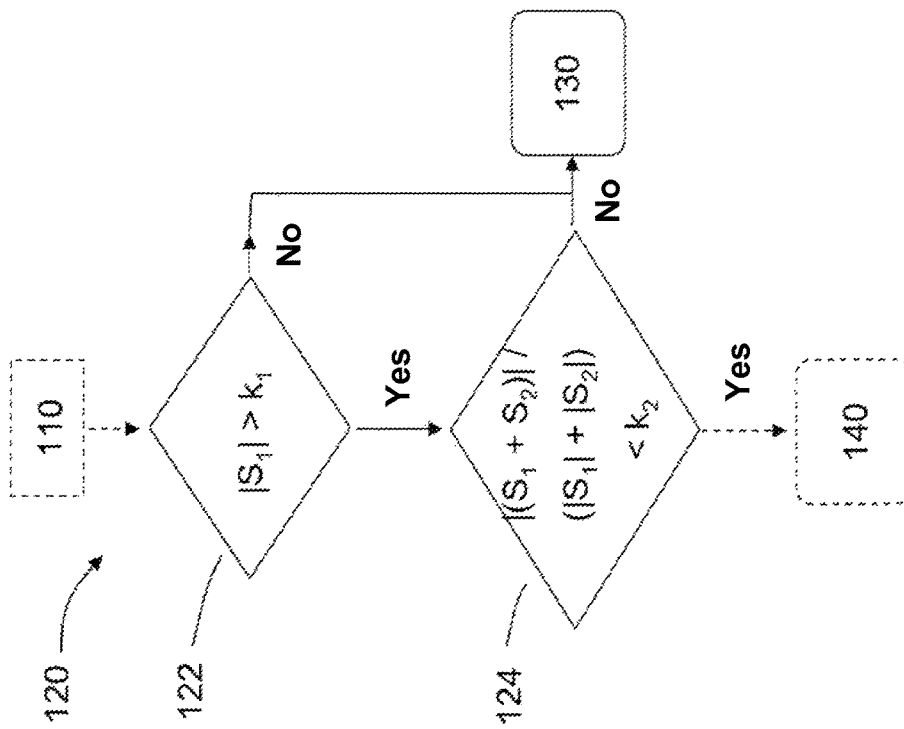 120
110
122
|S₁| > k₁
No
Yes
124
|(S₁ + S₂)| /
(|S₁| + |S₂|)
< k₂
No
130
Yes
140